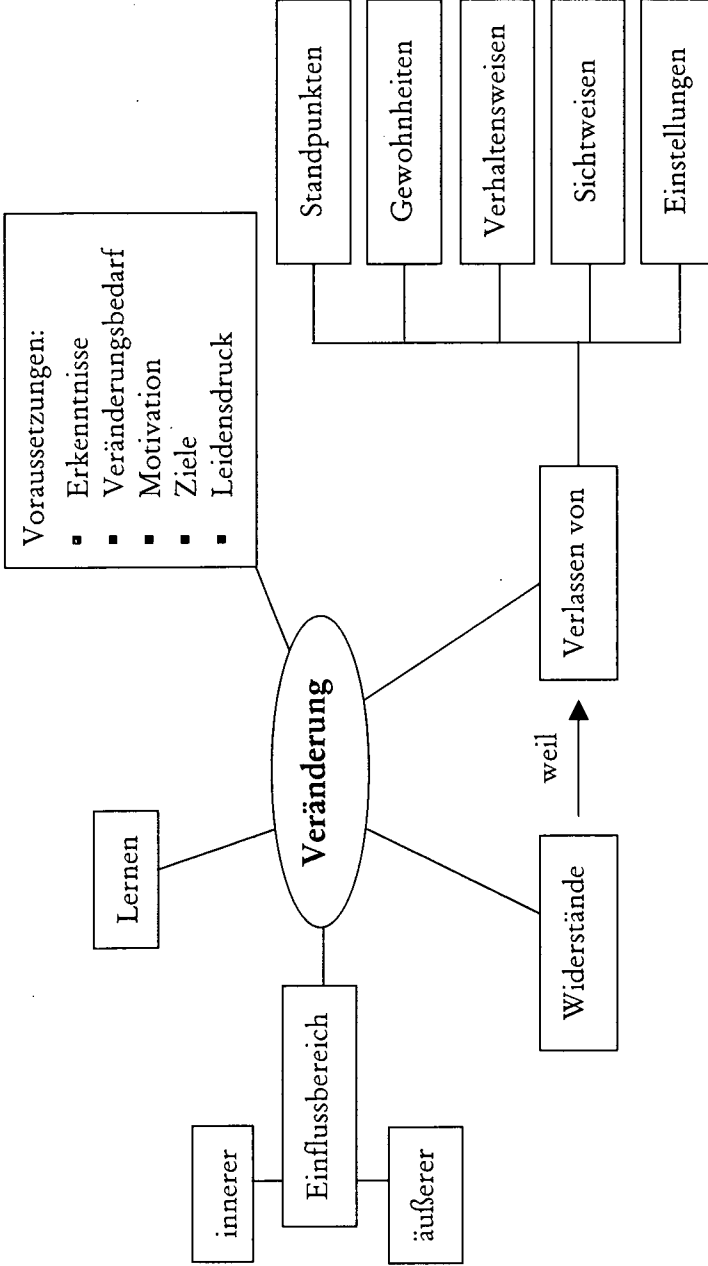 Lernen
Voraussetzungen:
▪ Erkenntnisse
▪ Veränderungsbedarf
▪ Motivation
▪ Ziele
▪ Leidensdruck
innerer
Einflussbereich
äußerer
Veränderung
Widerstände
weil
Verlassen von
Standpunkten
Gewohnheiten
Verhaltensweisen
Sichtweisen
Einstellungen